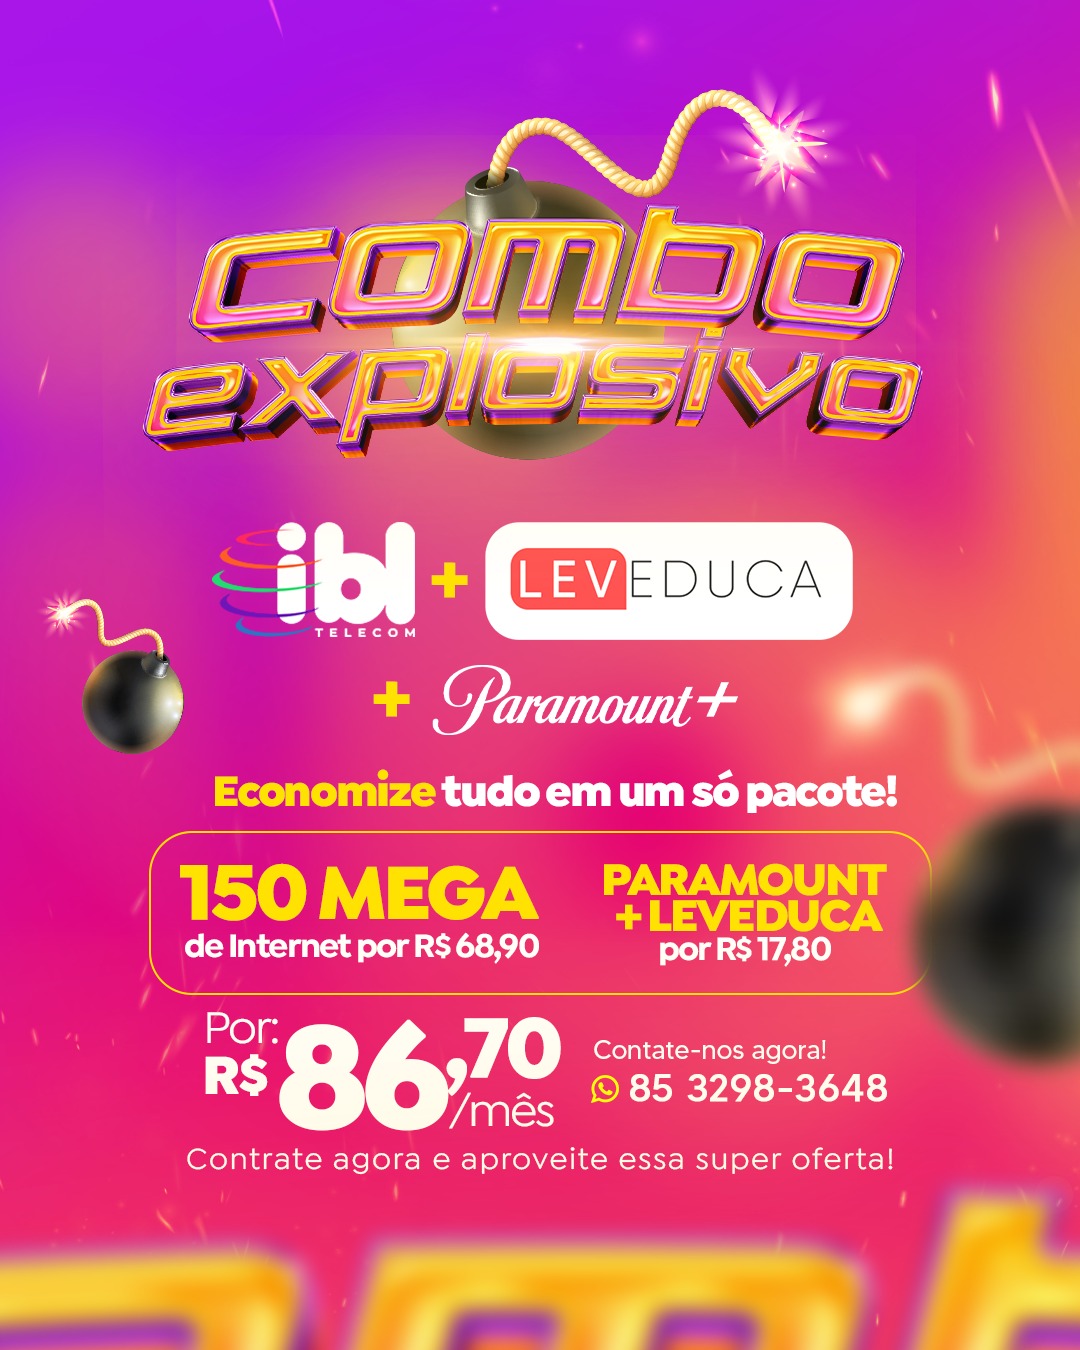 combo
explosivo
ibl
TELECOM
+
LEVEDUCA
+ Paramount+
Economize tudo em um só pacote!
150 MEGA
de Internet por R$ 68,90
PARAMOUNT
+ LEVEDUCA
por R$ 17,80
Por:
R$ 86,70
/mês
Contate-nos agora!
85 3298-3648
Contrate agora e aproveite essa super oferta!